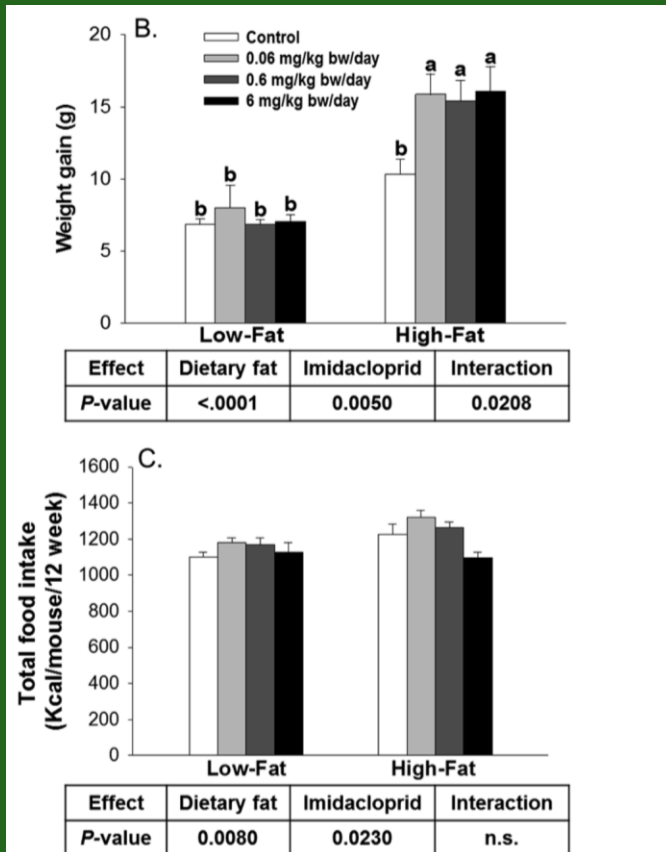 B.
20
Control
0.06 mg/kg bw/day
0.6 mg/kg bw/day
6 mg/kg bw/day
a a a
15
b
10
b b b b
5
0
Weight gain (g)
Low-Fat High-Fat
Effect Dietary fat Imidacloprid Interaction
P-value <.0001 0.0050 0.0208
C.
1600
1400
1200
1000
800
600
400
200
0
Total food intake
(Kcal/mouse/12 week)
Low-Fat High-Fat
Effect Dietary fat Imidacloprid Interaction
P-value 0.0080 0.0230 n.s.